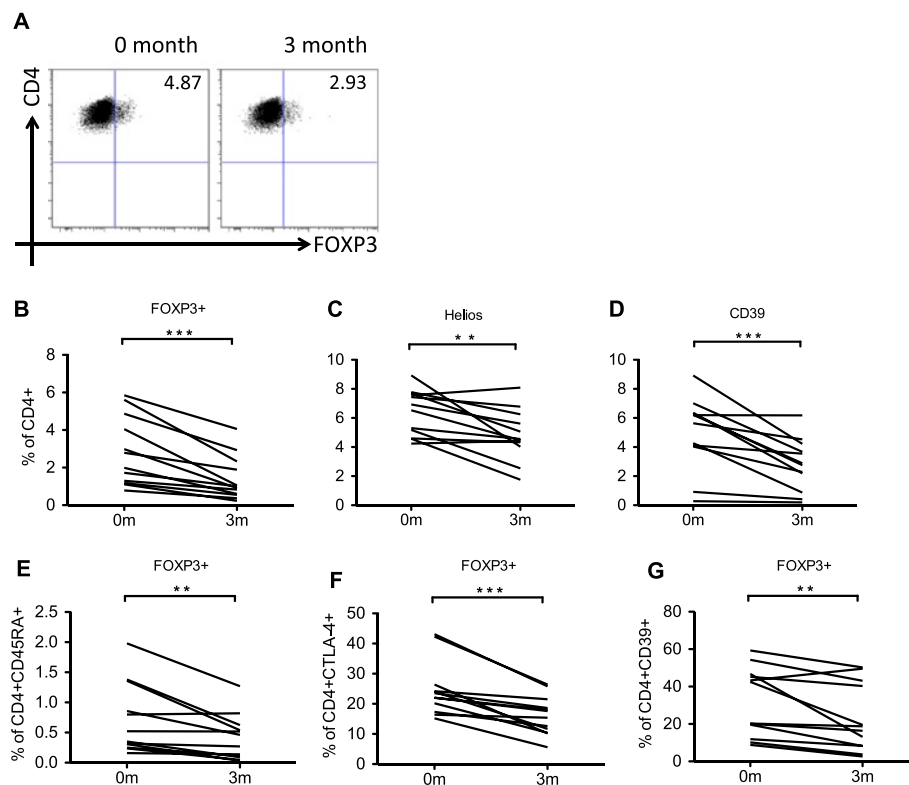 A
0 month
3 month
4.87
2.93
CD4
FOXP3
B
FOXP3+
***
% of CD4+
8
6
4
2
0
0m
3m
C
Helios
**
10
8
6
4
2
0
0m
3m
D
CD39
***
10
8
6
4
2
0
0m
3m
E
FOXP3+
**
% of CD4+CD45RA+
2.5
2.0
1.5
1.0
0.5
0.0
0m
3m
F
FOXP3+
***
% of CD4+CTLA-4+
50
40
30
20
10
0
0m
3m
G
FOXP3+
**
% of CD4+CD39+
80
60
40
20
0
0m
3m